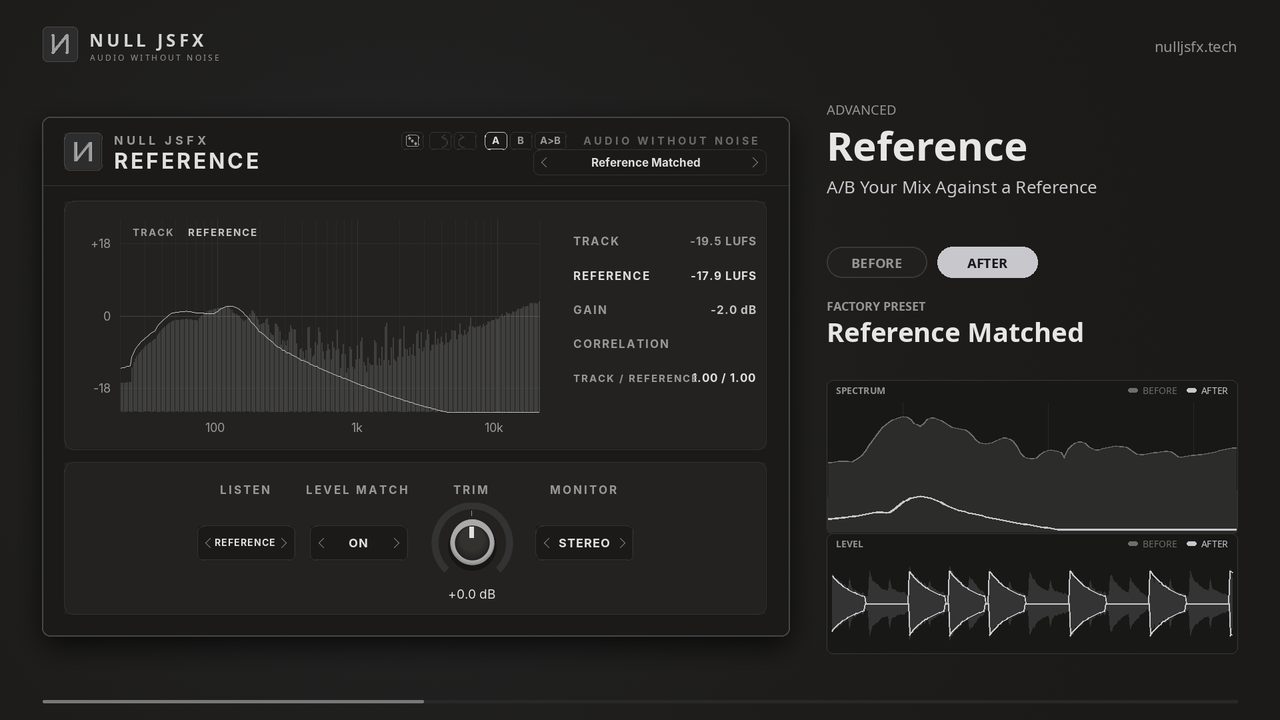 NULL JSFX
AUDIO WITHOUT NOISE
nulljsfx.tech
NULL JSFX
REFERENCE
A B A>B AUDIO WITHOUT NOISE
Reference Matched
TRACK REFERENCE
+18
0
-18
100 1k 10k
TRACK -19.5 LUFS
REFERENCE -17.9 LUFS
GAIN -2.0 dB
CORRELATION
TRACK / REFERENCE 1.00 / 1.00
LISTEN LEVEL MATCH TRIM MONITOR
REFERENCE ON STEREO
+0.0 dB
ADVANCED
Reference
A/B Your Mix Against a Reference
BEFORE AFTER
FACTORY PRESET
Reference Matched
SPECTRUM BEFORE AFTER
LEVEL BEFORE AFTER